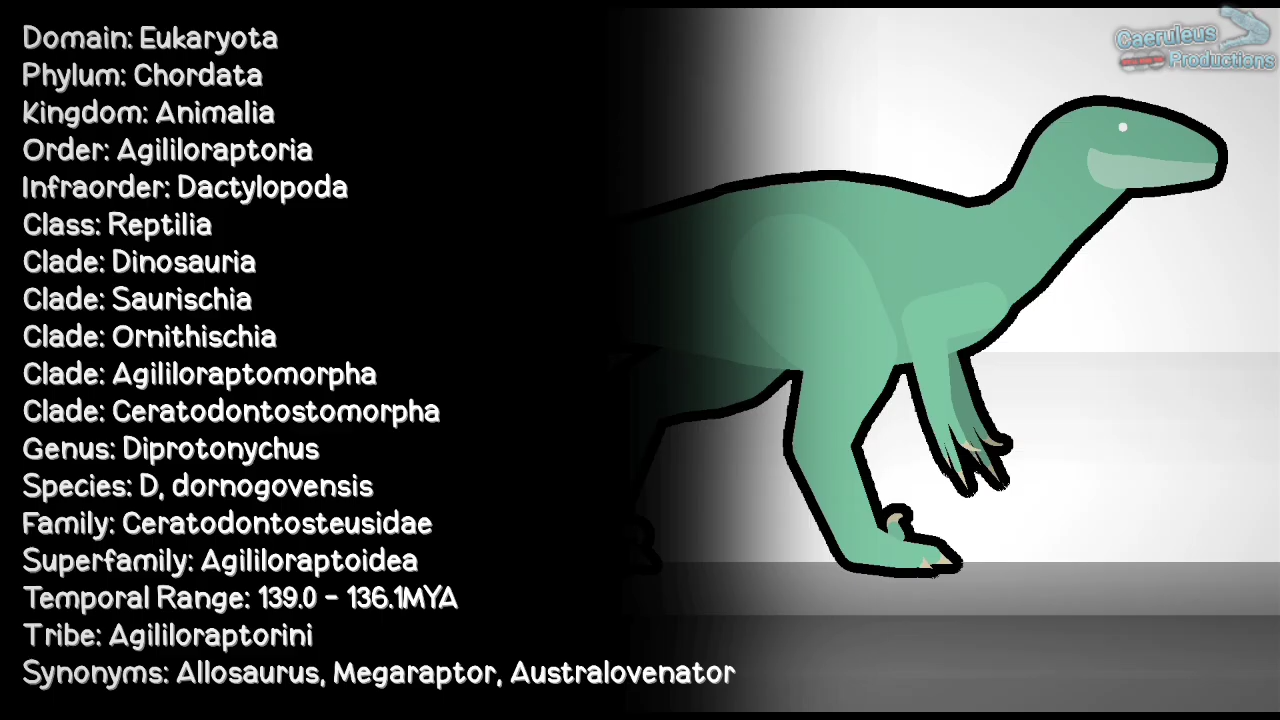 Domain: Eukaryota
Phylum: Chordata
Kingdom: Animalia
Order: Agililoraptoria
Infraorder: Dactylopoda
Class: Reptilia
Clade: Dinosauria
Clade: Saurischia
Clade: Ornithischia
Clade: Agililoraptomorpha
Clade: Ceratodontostomorpha
Genus: Diprotonychus
Species: D, dornogovensis
Family: Ceratodontosteusidae
Superfamily: Agililoraptoidea
Temporal Range: 139.0 - 136.1MYA
Tribe: Agililoraptorini
Synonyms: Allosaurus, Megaraptor, Australovenator
Caeruleus
Productions